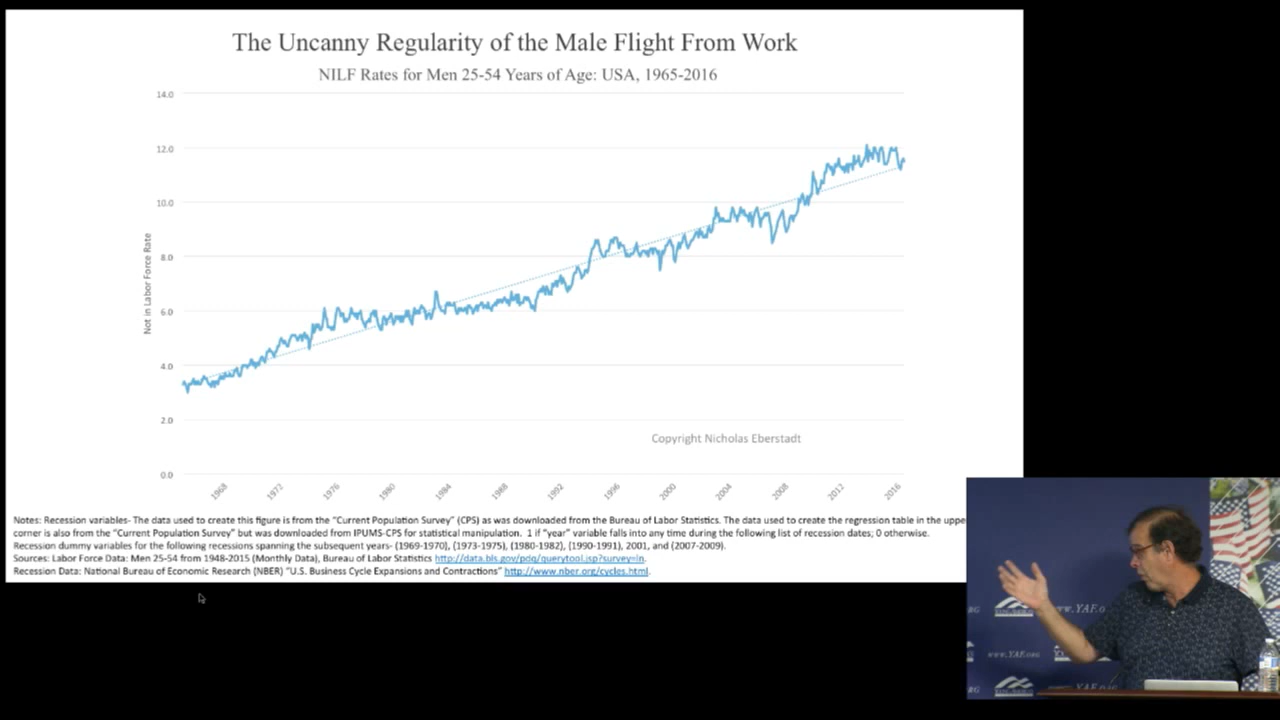 The Uncanny Regularity of the Male Flight From Work
NILF Rates for Men 25-54 Years of Age: USA, 1965-2016
14.0
12.0
10.0
8.0
6.0
4.0
2.0
0.0
Not in Labor Force Rate
Copyright Nicholas Eberstadt
1968 1972 1976 1980 1984 1988 1992 1996 2000 2004 2008 2012 2016
Notes: Recession variables- The data used to create this figure is from the "Current Population Survey" (CPS) as was downloaded from the Bureau of Labor Statistics. The data used to create the regression table in the uppe
corner is also from the "Current Population Survey" but was downloaded from IPUMS-CPS for statistical manipulation. 1 if "year" variable falls into any time during the following list of recession dates; 0 otherwise.
Recession dummy variables for the following recessions spanning the subsequent years- (1969-1970), (1973-1975), (1980-1982), (1990-1991), 2001, and (2007-2009).
Sources: Labor Force Data: Men 25-54 from 1948-2015 (Monthly Data), Bureau of Labor Statistics http://data.bls.gov/pdq/querytool.jsp?survey=ln.
Recession Data: National Bureau of Economic Research (NBER) "U.S. Business Cycle Expansions and Contractions" http://www.nber.org/cycles.html.
www.YAF.o
www.YAF.org